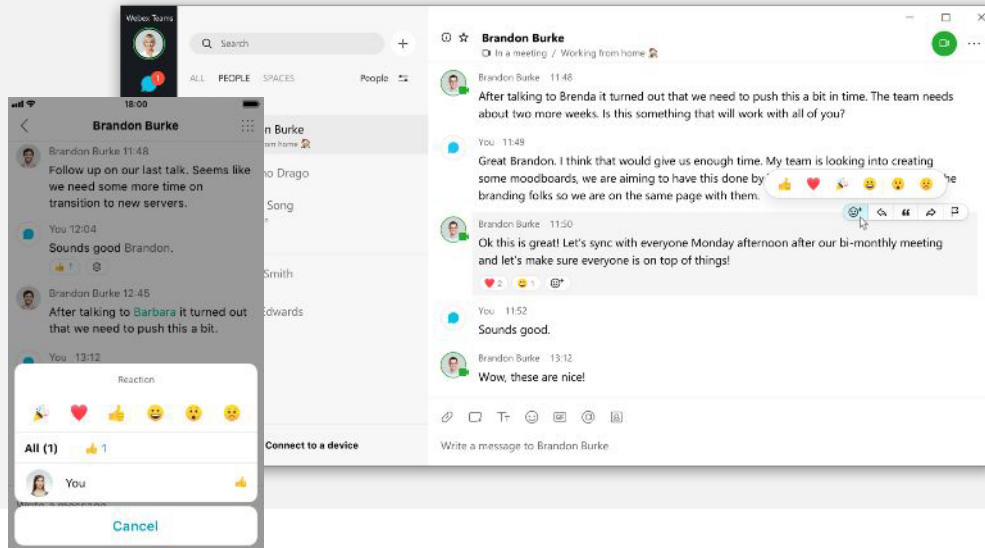 Webex Teams
Search
ALL PEOPLE SPACES People
1
n Burke
om home
no Drago
Song
Smith
Edwards
Connect to a device
Brandon Burke
In a meeting / Working from home
Brandon Burke 11:48
After talking to Brenda it turned out that we need to push this a bit in time. The team needs
about two more weeks. Is this something that will work with all of you?
You 11:49
Great Brandon. I think that would give us enough time. My team is looking into creating
some moodboards, we are aiming to have this done by he
branding folks so we are on the same page with them.
Brandon Burke 11:50
Ok this is great! Let's sync with everyone Monday afternoon after our bi-monthly meeting
and let's make sure everyone is on top of things!
2 1
You 11:52
Sounds good.
Brandon Burke 13:12
Wow, these are nice!
GIF @
Write a message to Brandon Burke
18:00
Brandon Burke
Brandon Burke 11:48
Follow up on our last talk. Seems like
we need some more time on
transition to new servers.
You 12:04
Sounds good Brandon.
1
Brandon Burke 12:45
After talking to Barbara it turned out
that we need to push this a bit.
You 13:12
Reaction
All (1) 1
You
Write a message
Cancel